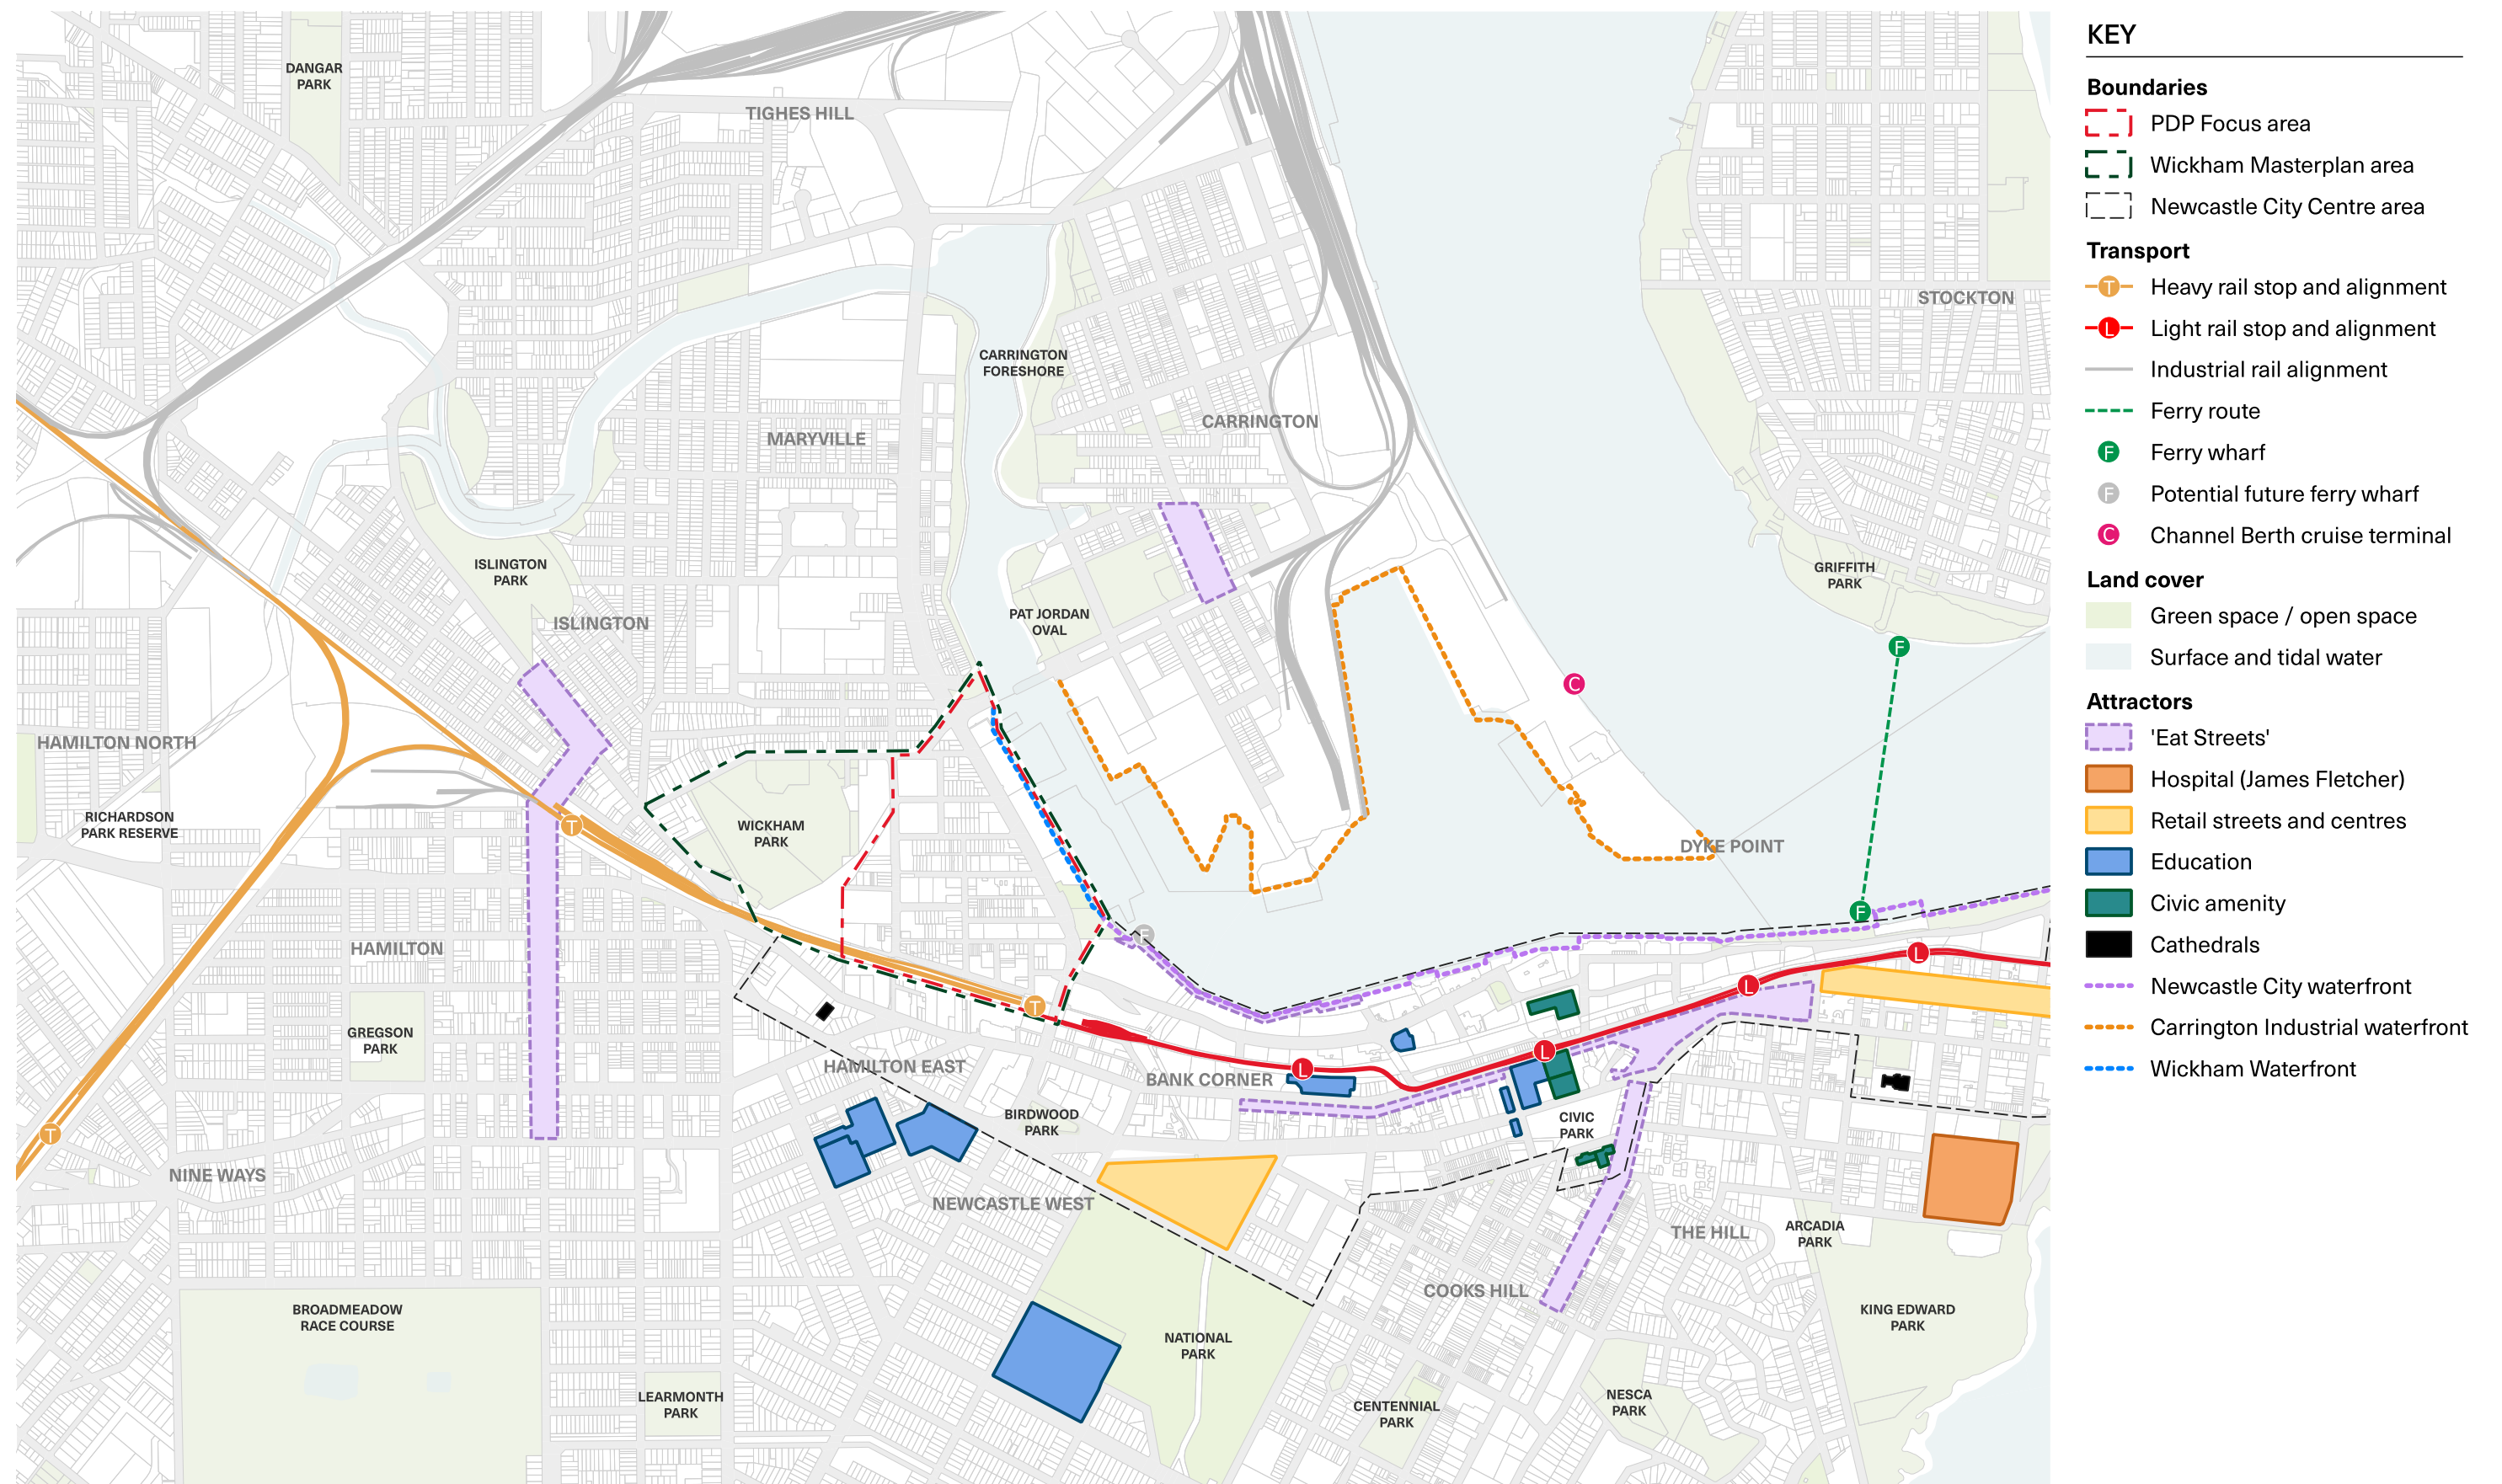 DANGAR
PARK
TIGHES HILL
STOCKTON
CARRINGTON
FORESHORE
CARRINGTON
MARYVILLE
ISLINGTON
PARK
GRIFFITH
PARK
ISLINGTON
PAT JORDAN
OVAL
F
C
HAMILTON NORTH
RICHARDSON
PARK RESERVE
T
WICKHAM
PARK
DYKE POINT
F
F
HAMILTON
L
L
T
GREGSON
PARK
HAMILTON EAST
BANK CORNER
L
L
BIRDWOOD
PARK
CIVIC
PARK
T
NINE WAYS
NEWCASTLE WEST
THE HILL
ARCADIA
PARK
COOKS HILL
BROADMEADOW
RACE COURSE
KING EDWARD
PARK
NATIONAL
PARK
LEARMONTH
PARK
CENTENNIAL
PARK
NESCA
PARK
KEY
Boundaries
PDP Focus area
Wickham Masterplan area
Newcastle City Centre area
Transport
T Heavy rail stop and alignment
L Light rail stop and alignment
Industrial rail alignment
Ferry route
F Ferry wharf
F Potential future ferry wharf
C Channel Berth cruise terminal
Land cover
Green space / open space
Surface and tidal water
Attractors
'Eat Streets'
Hospital (James Fletcher)
Retail streets and centres
Education
Civic amenity
Cathedrals
Newcastle City waterfront
Carrington Industrial waterfront
Wickham Waterfront